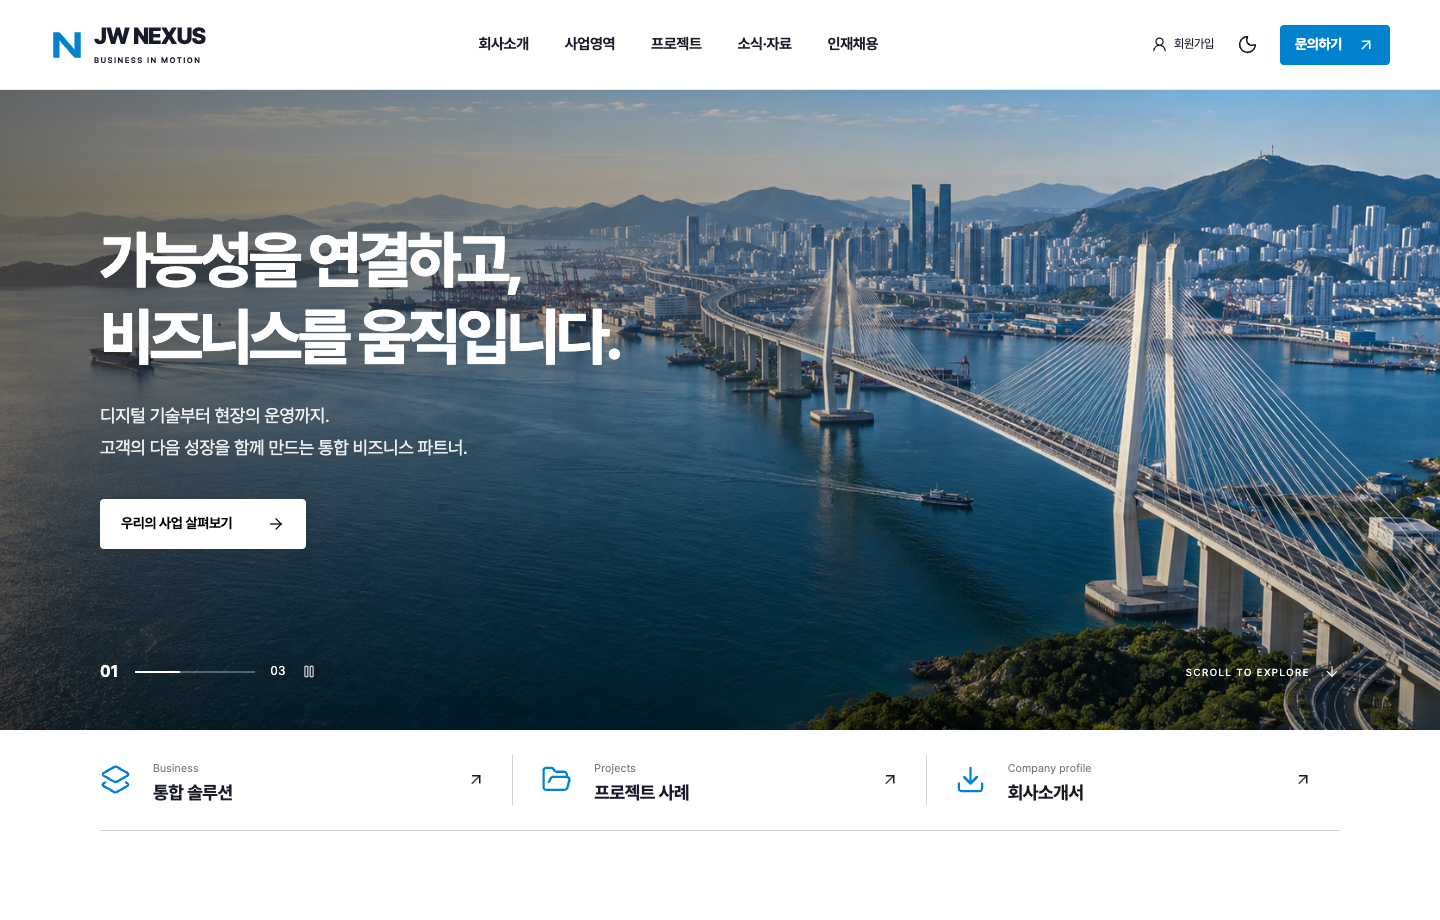 JW NEXUS
BUSINESS IN MOTION
회사소개
사업영역
프로젝트
소식·자료
인재채용
회원가입
문의하기
가능성을 연결하고,
비즈니스를 움직입니다.
디지털 기술부터 현장의 운영까지.
고객의 다음 성장을 함께 만드는 통합 비즈니스 파트너.
우리의 사업 살펴보기
01
03
SCROLL TO EXPLORE
Business
통합 솔루션
Projects
프로젝트 사례
Company profile
회사소개서